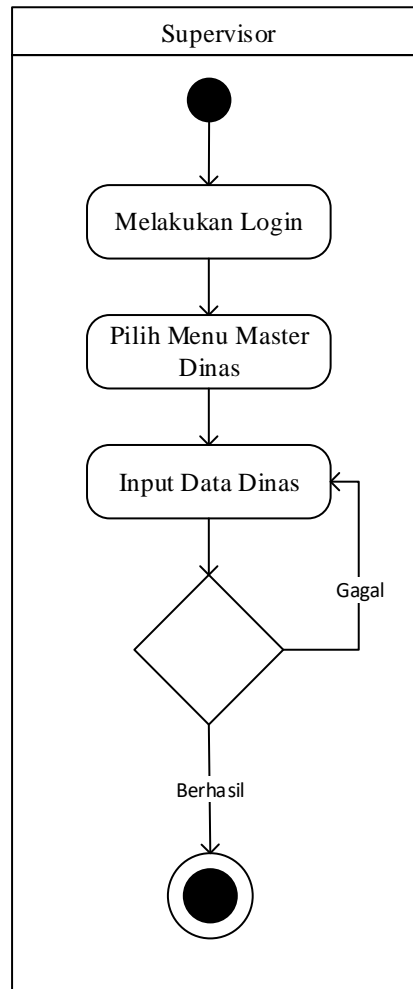 Supervisor
Melakukan Login
Pilih Menu Master
Dinas
Input Data Dinas
Gagal
Berhasil